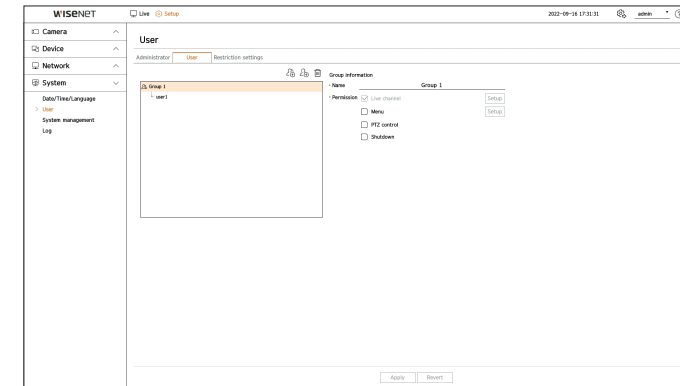 WISENET
Live Setup
2022-09-16 17:31:31 admin ?
Camera
Device
Network
System
Date/Time/Language
> User
System management
Log
User
Administrator User Restriction settings
Group 1
user1
Group information
• Name Group 1
• Permission Live channel Setup
Menu Setup
PTZ control
Shutdown
Apply Revert